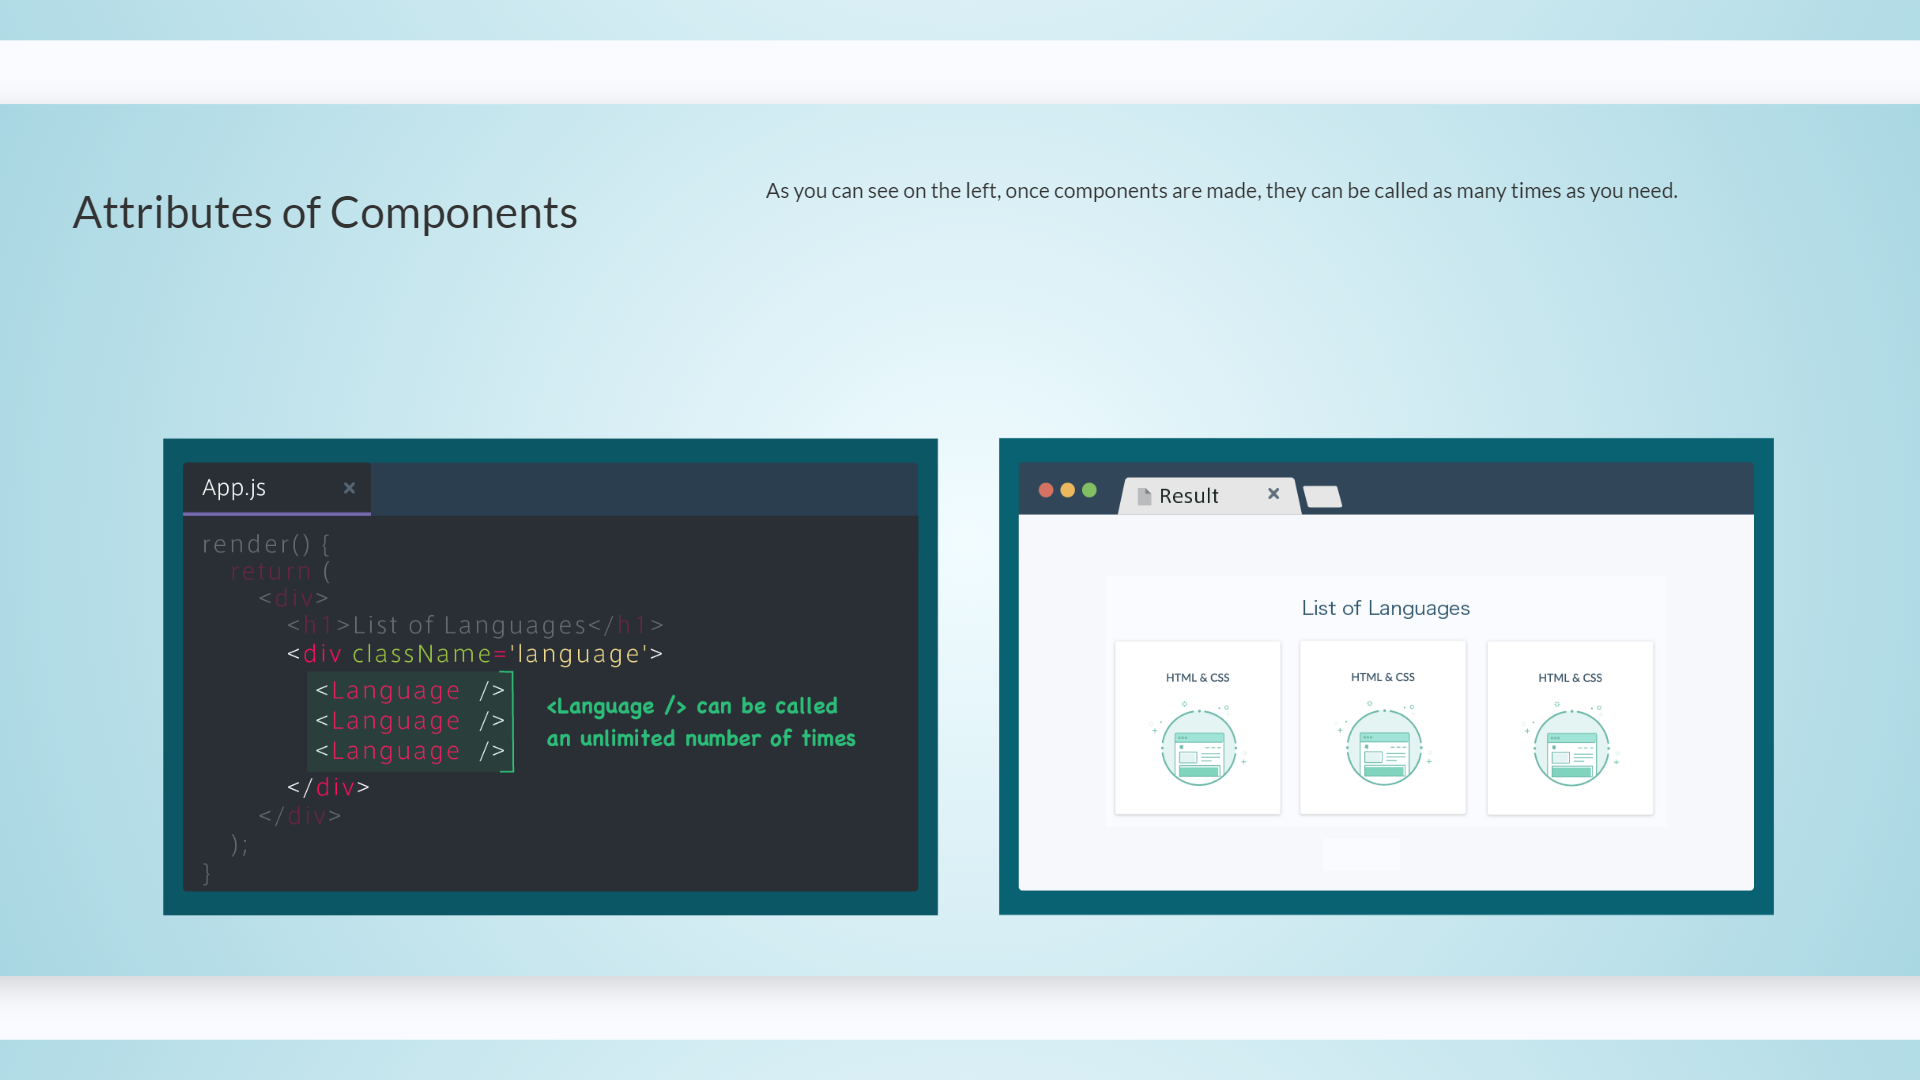 Attributes of Components
As you can see on the left, once components are made, they can be called as many times as you need.
App.js
render() {
return (
<div>
<h1>List of Languages</h1>
<div className='language'>
<Language />
<Language />
<Language />
</div>
</div>
);
}
<Language /> can be called
an unlimited number of times
Result
List of Languages
HTML & CSS
HTML & CSS
HTML & CSS